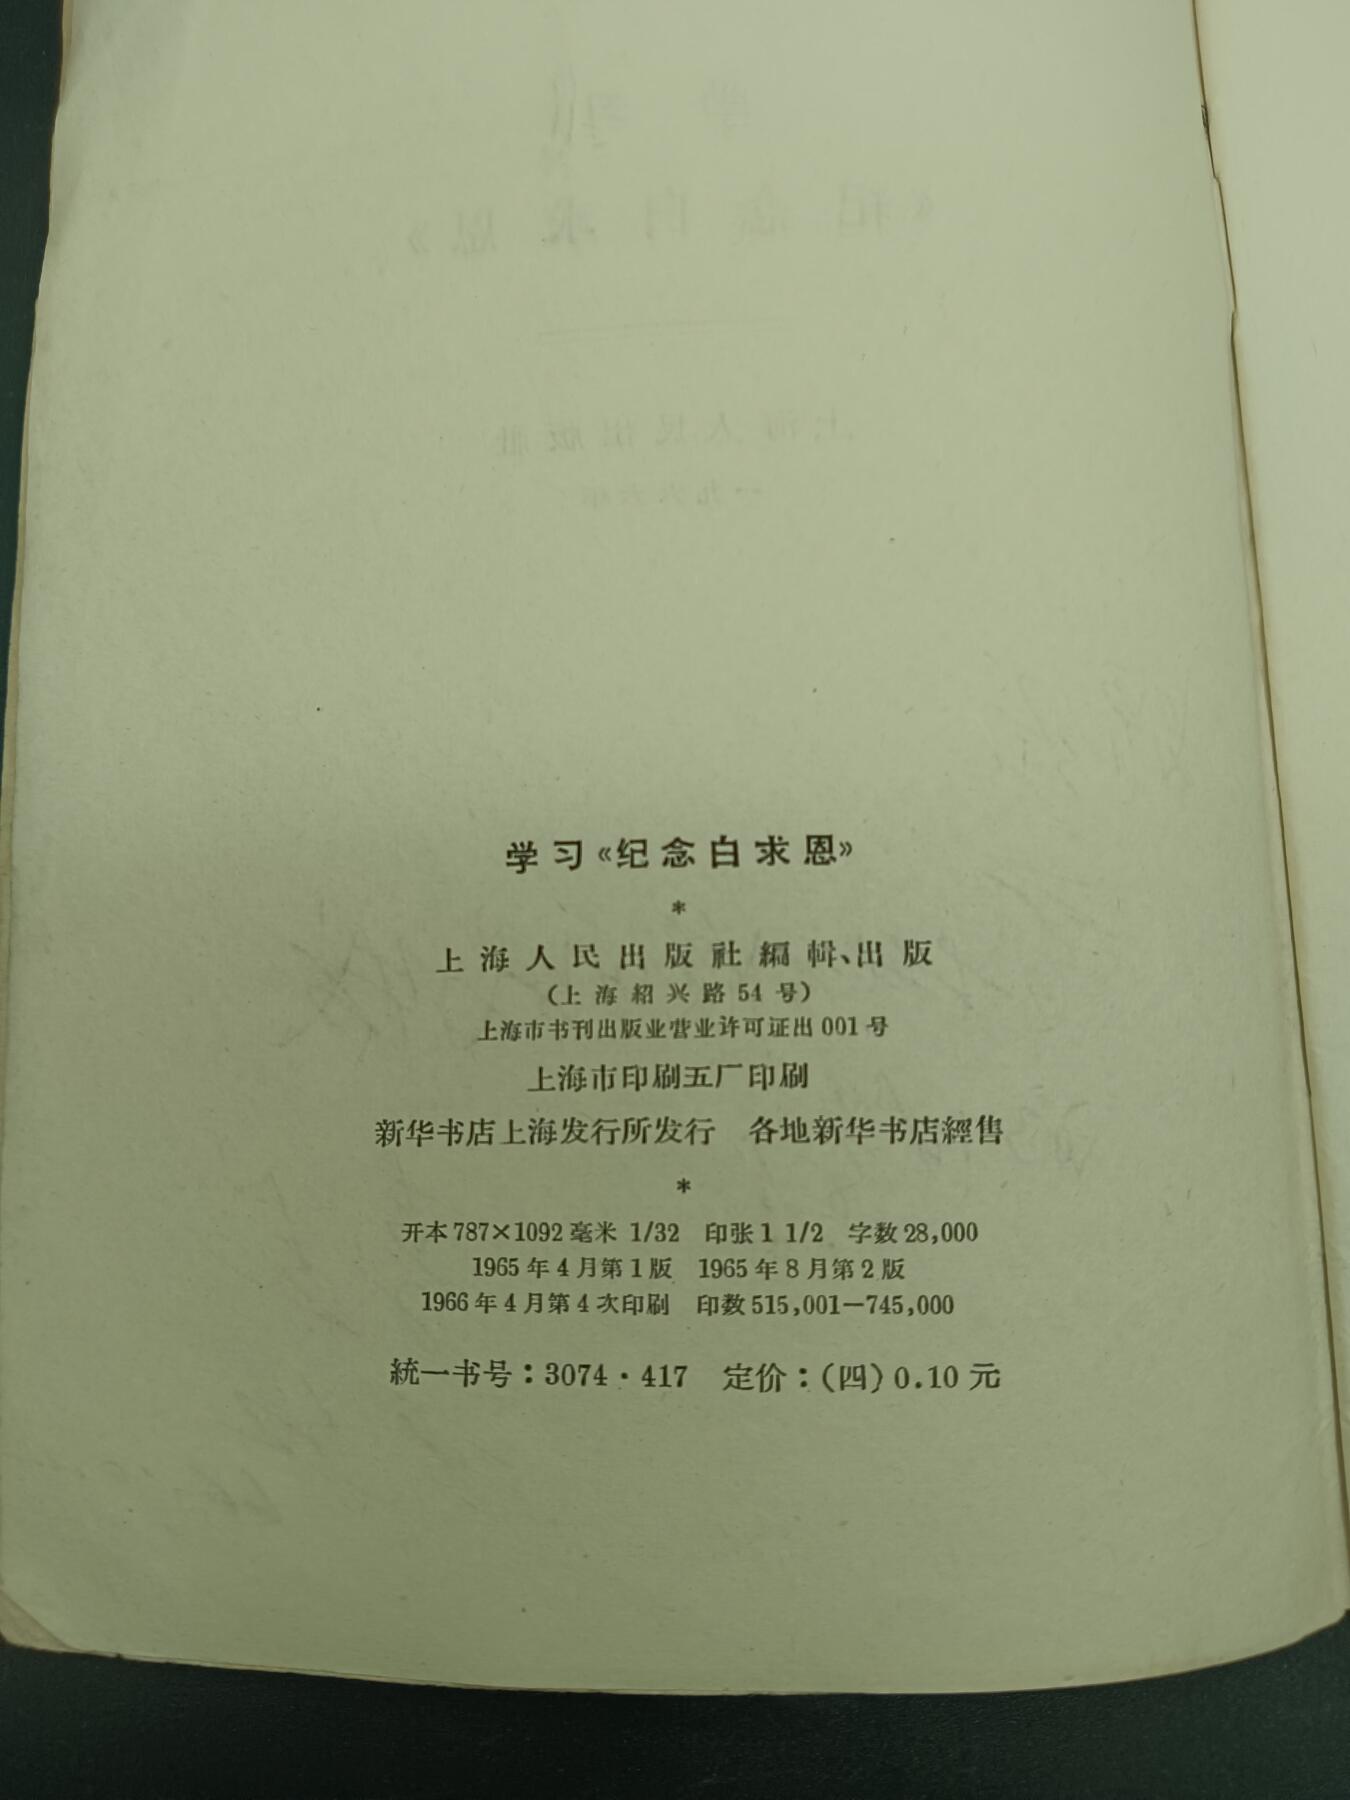 学习《纪念白求恩》
*
上海人民出版社編輯、出版
(上海紹兴路54号)
上海市书刊出版业营业许可证出001号
上海市印刷五厂印刷
新华书店上海发行所发行 各地新华书店經售
*
开本787×1092毫米 1/32 印张1 1/2 字数28,000
1965年4月第1版 1965年8月第2版
1966年4月第4次印刷 印数515,001—745,000
統一书号：3074·417 定价：(四)0.10元